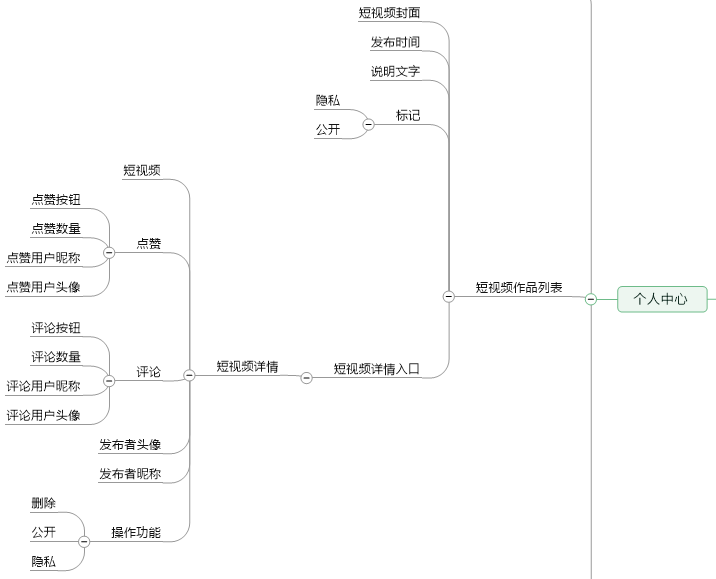 短视频封面
发布时间
说明文字
隐私
标记
公开
短视频
点赞按钮
点赞数量
点赞
点赞用户昵称
点赞用户头像
短视频作品列表
个人中心
评论按钮
评论数量
评论
短视频详情
短视频详情入口
评论用户昵称
评论用户头像
发布者头像
发布者昵称
删除
公开
操作功能
隐私